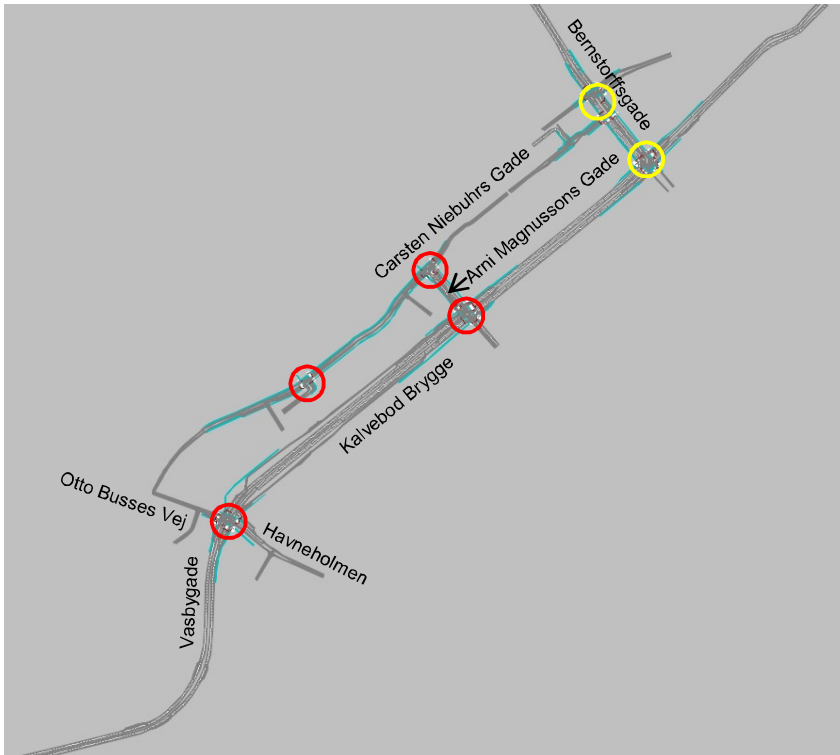 Bernstorffsgade
Carsten Niebuhrs Gade
Arni Magnussons Gade
Kalvebod Brygge
Otto Busses Vej
Havneholmen
Vasbygade